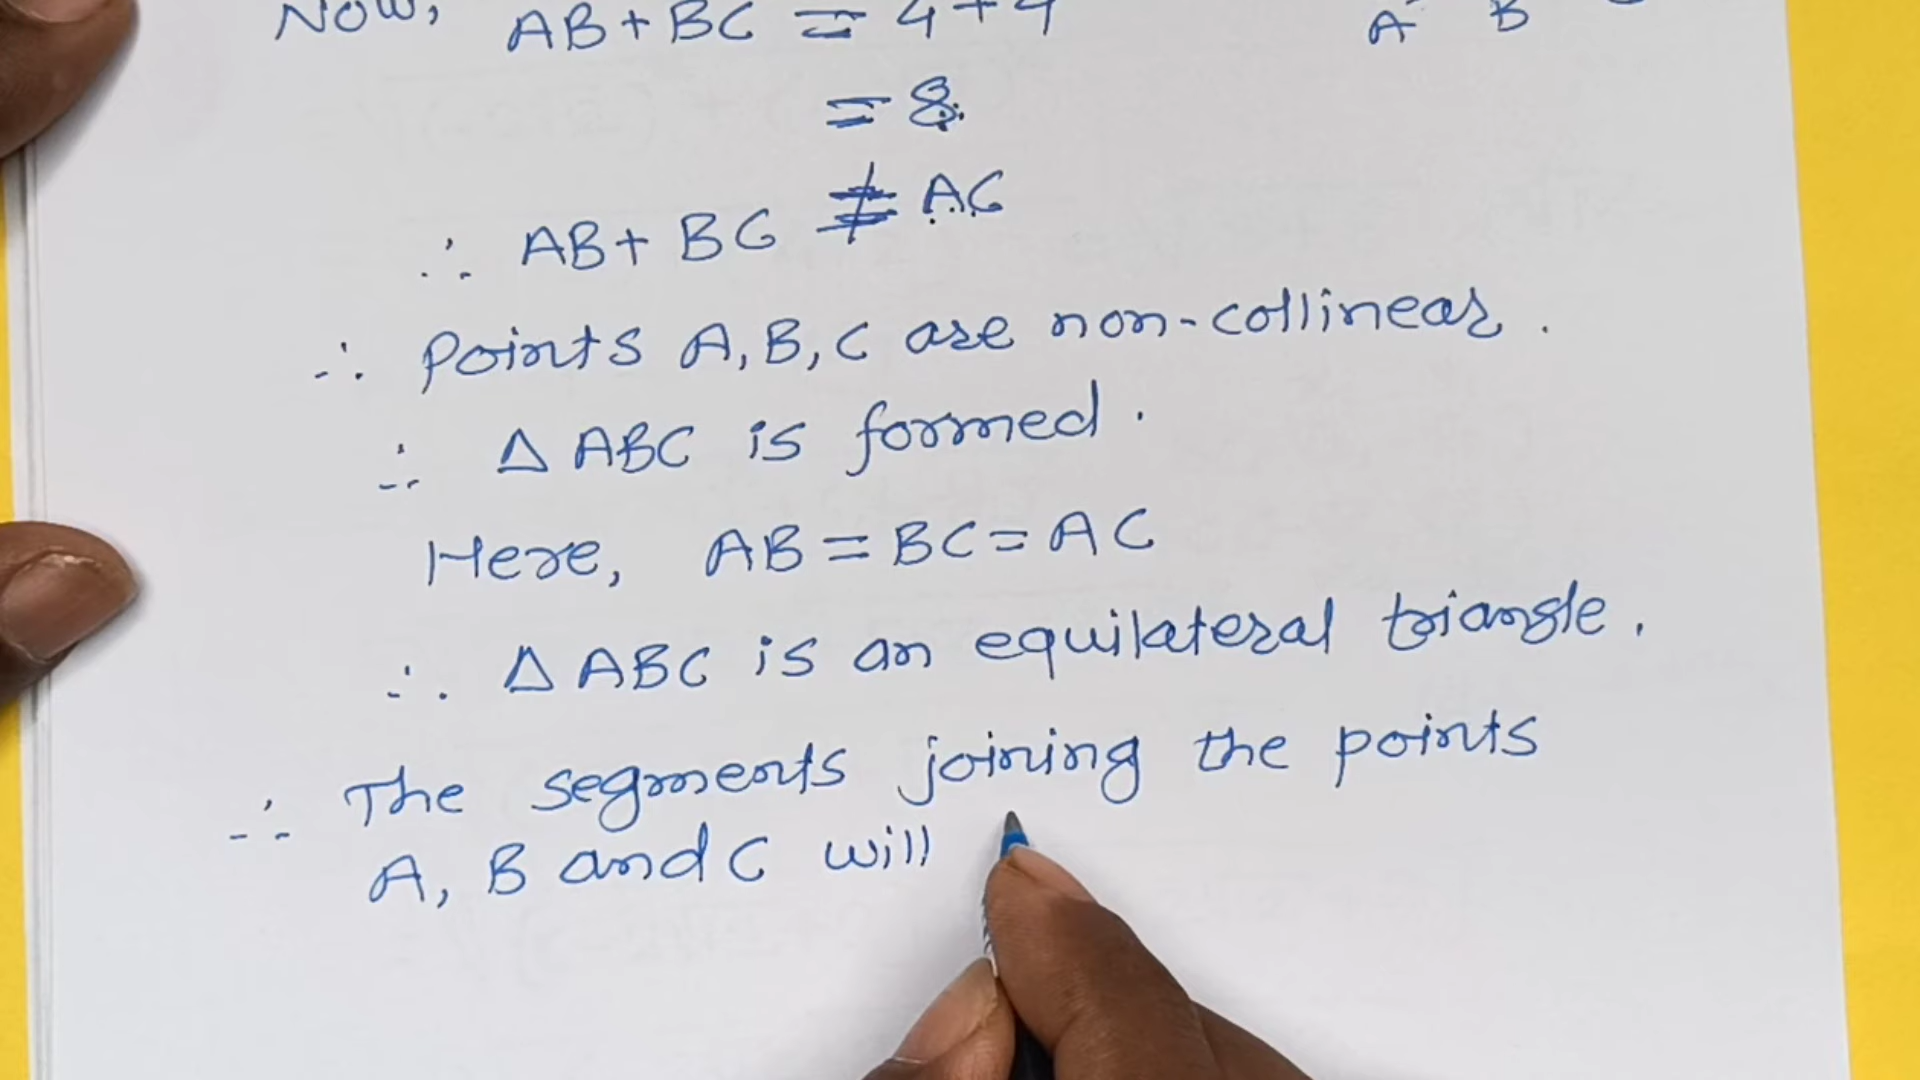 Now, AB + BC = 4 + 4
A B
= 8
≠ AC
∴ AB + BC
∴ Points A, B, C are non-collinear.
∴ △ ABC is formed.
Here, AB = BC = AC
∴ △ ABC is an equilateral triangle.
∴ The segments joining the points
A, B and C will